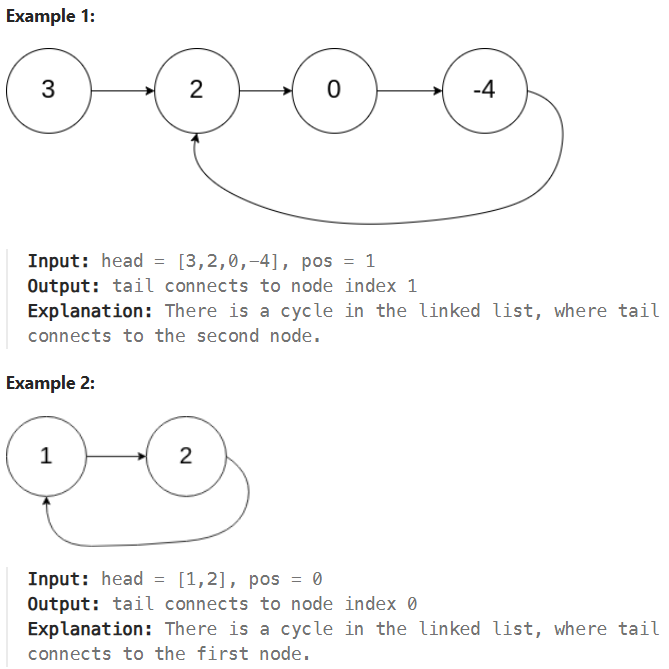 Example 1:
3 2 0 -4
Input: head = [3,2,0,-4], pos = 1
Output: tail connects to node index 1
Explanation: There is a cycle in the linked list, where tail
connects to the second node.
Example 2:
1 2
Input: head = [1,2], pos = 0
Output: tail connects to node index 0
Explanation: There is a cycle in the linked list, where tail
connects to the first node.